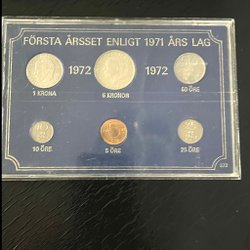 FÖRSTA ÅRSSET ENLIGT 1971 ÅRS LAG
1972 1972
1 KRONA 5 KRONOR 50 ÖRE
10 ÖRE 5 ÖRE 25 ÖRE